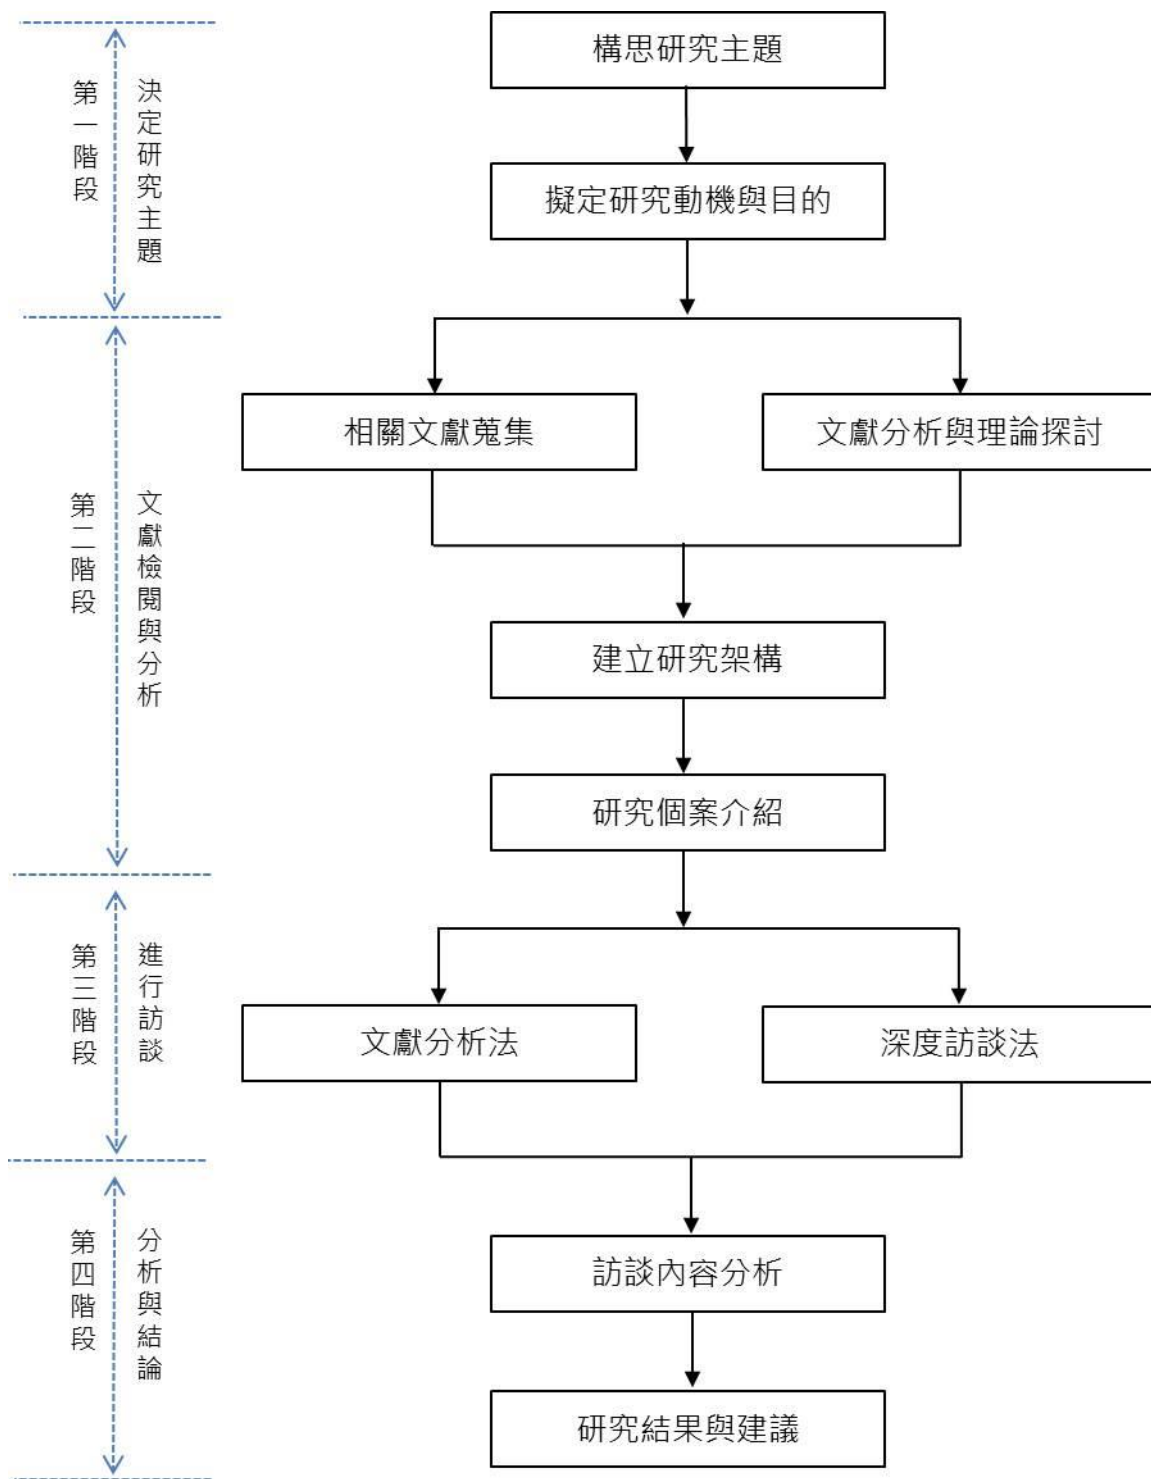 構思研究主題
第一階段
決定研究主題
擬定研究動機與目的
相關文獻蒐集
文獻分析與理論探討
第二階段
文獻檢閱與分析
建立研究架構
研究個案介紹
第三階段
進行訪談
文獻分析法
深度訪談法
第四階段
分析與結論
訪談內容分析
研究結果與建議